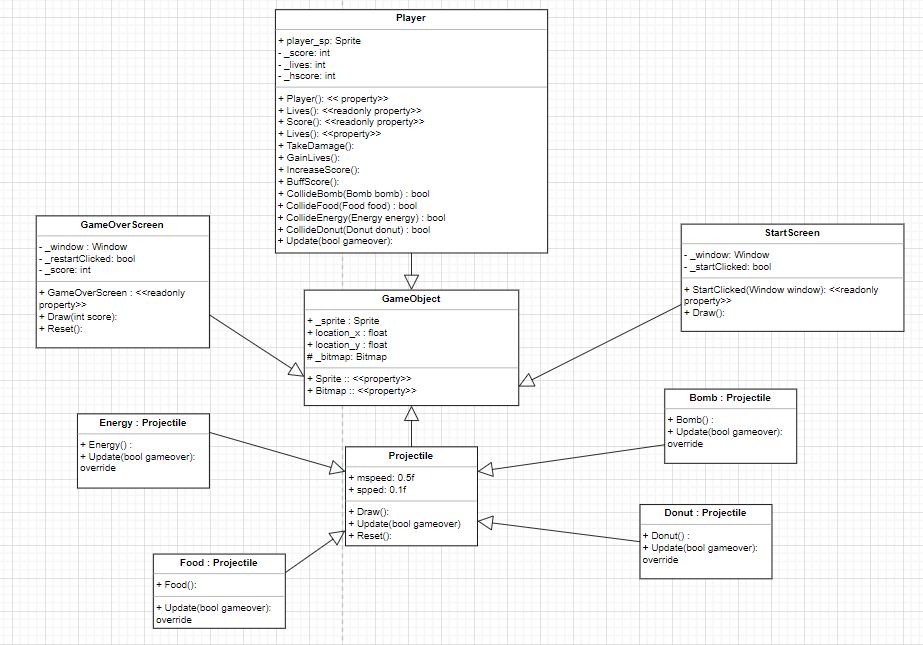 Player
+ player_sp: Sprite
- _score: int
- _lives: int
- _hscore: int
+ Player(): << property>>
+ Lives(): <<readonly property>>
+ Score(): <<readonly property>>
+ Lives(): <<property>>
+ TakeDamage():
+ GainLives():
+ IncreaseScore():
+ BuffScore():
+ CollideBomb(Bomb bomb) : bool
+ CollideFood(Food food) : bool
+ CollideEnergy(Energy energy) : bool
+ CollideDonut(Donut donut) : bool
+ Update(bool gameover):
GameOverScreen
- _window : Window
- _restartClicked: bool
- _score: int
+ GameOverScreen : <<readonly
property>>
+ Draw(int score):
+ Reset():
StartScreen
- _window: Window
- _startClicked: bool
+ StartClicked(Window window): <<readonly
property>>
+ Draw():
GameObject
+ _sprite : Sprite
+ location_x : float
+ location_y : float
# _bitmap: Bitmap
+ Sprite :: <<property>>
+ Bitmap :: <<property>>
Energy : Projectile
+ Energy() :
+ Update(bool gameover):
override
Bomb : Projectile
+ Bomb() :
+ Update(bool gameover):
override
Projectile
+ mspeed: 0.5f
+ spped: 0.1f
+ Draw():
+ Update(bool gameover)
+ Reset():
Donut : Projectile
+ Donut() :
+ Update(bool gameover):
override
Food : Projectile
+ Food():
+ Update(bool gameover):
override